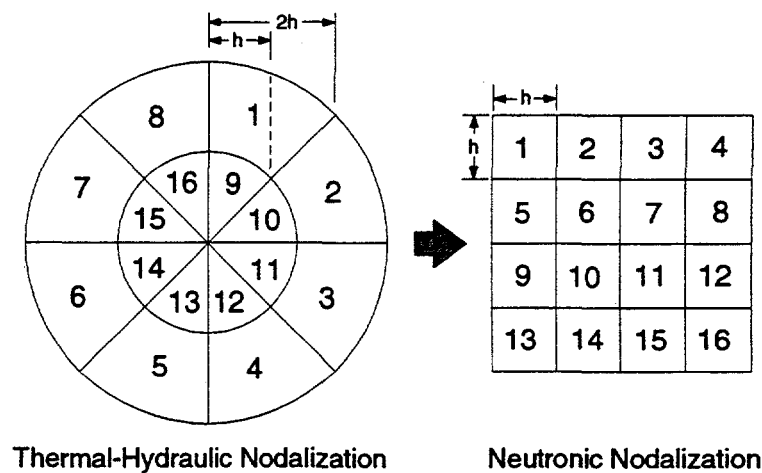 2h
h
8 1
7 16 9 2
15 10
14 11
6 13 12 3
5 4
Thermal-Hydraulic Nodalization
h
h
1 2 3 4
5 6 7 8
9 10 11 12
13 14 15 16
Neutronic Nodalization